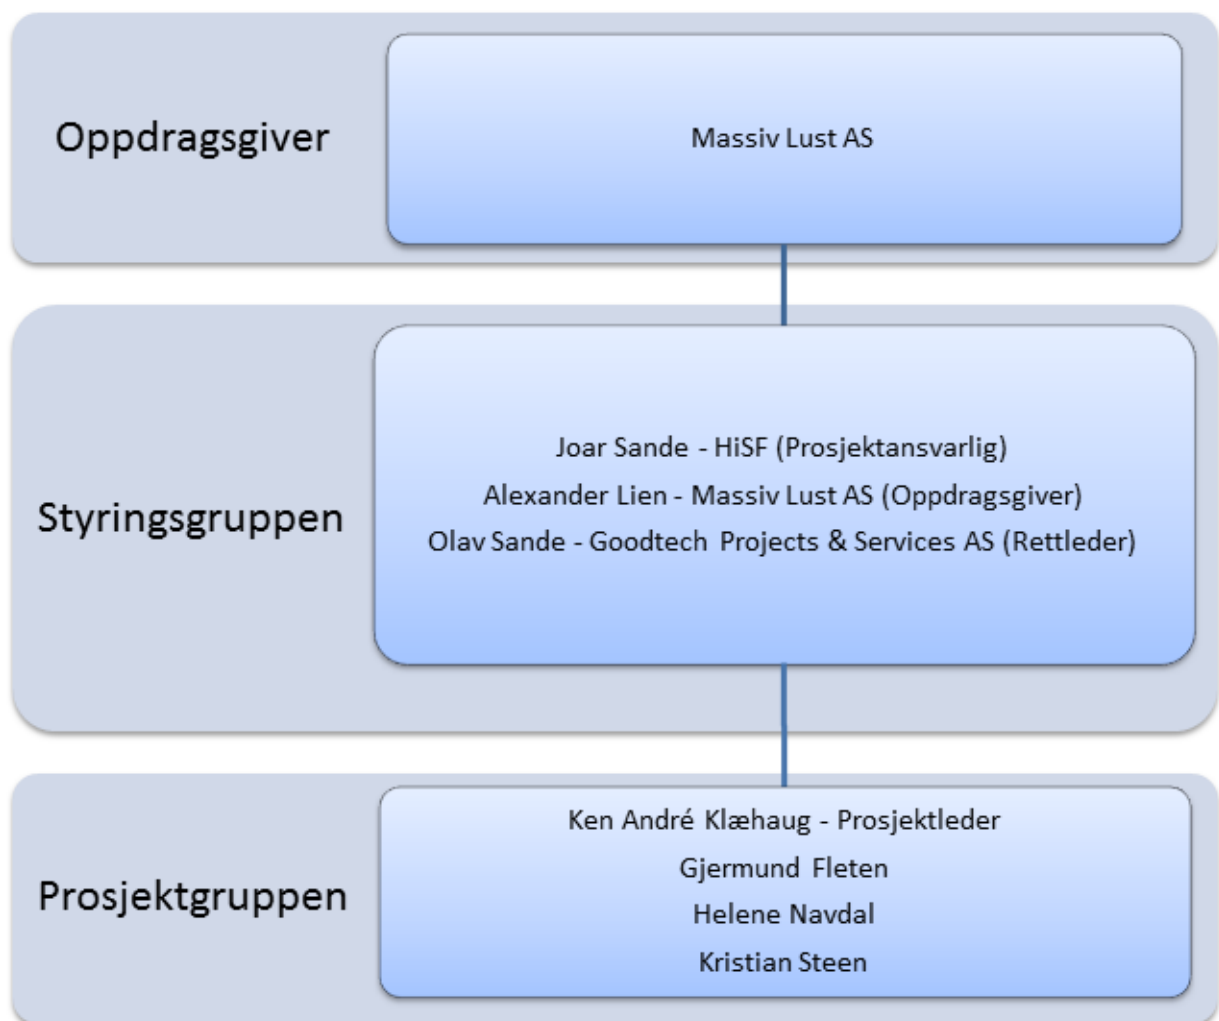 Oppdragsgiver
Massiv Lust AS
Styringsgruppen
Joar Sande - HiSF (Prosjektansvarlig)
Alexander Lien - Massiv Lust AS (Oppdragsgiver)
Olav Sande - Goodtech Projects & Services AS (Rettleder)
Prosjektgruppen
Ken André Klæhaug - Prosjektleder
Gjermund Fleten
Helene Navdal
Kristian Steen